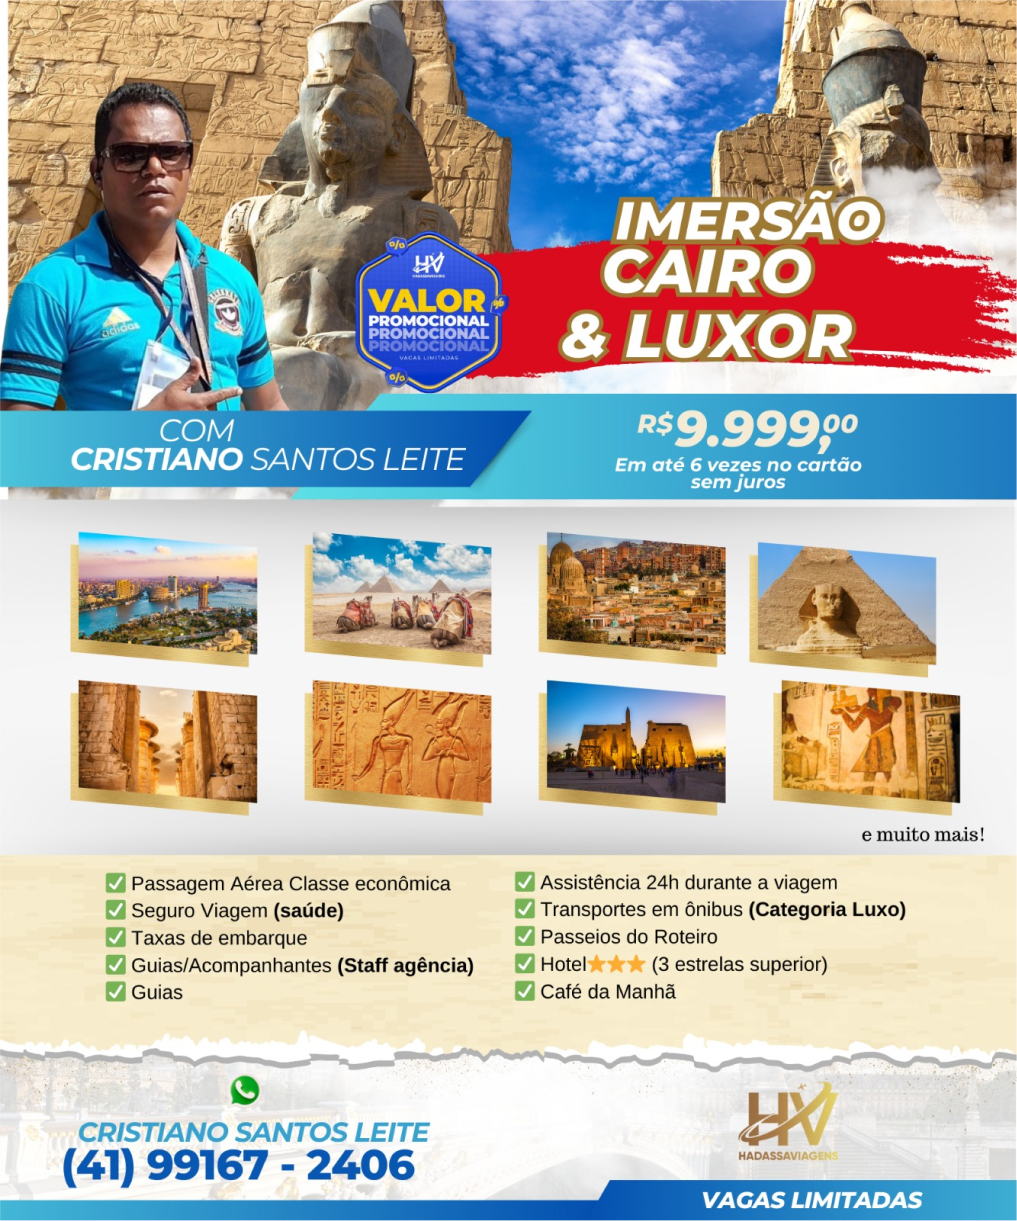 IMERSÃO
CAIRO
& LUXOR
HV
HADASSAVIAGENS
VALOR
PROMOCIONAL
PROMOCIONAL
PROMOCIONAL
VAGAS LIMITADAS
adidas
COM
CRISTIANO SANTOS LEITE
R$9.999,00
Em até 6 vezes no cartão
sem juros
e muito mais!
Passagem Aérea Classe econômica
Seguro Viagem (saúde)
Taxas de embarque
Guias/Acompanhantes (Staff agência)
Guias
Assistência 24h durante a viagem
Transportes em ônibus (Categoria Luxo)
Passeios do Roteiro
Hotel⭐⭐⭐ (3 estrelas superior)
Café da Manhã
CRISTIANO SANTOS LEITE
(41) 99167 - 2406
HV
HADASSAVIAGENS
VAGAS LIMITADAS